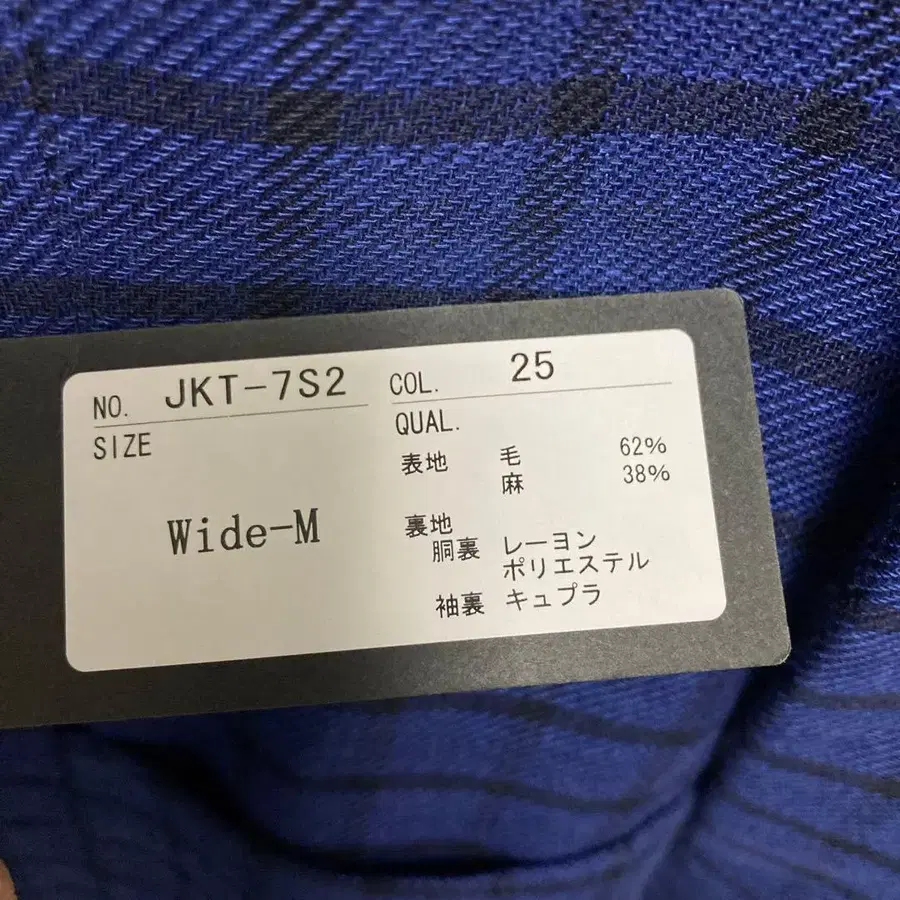 NO. JKT-7S2
SIZE
Wide-M
COL. 25
QUAL.
表地 毛 62%
麻 38%
裏地
胴裏 レーヨン
ポリエステル
袖裏 キュプラ